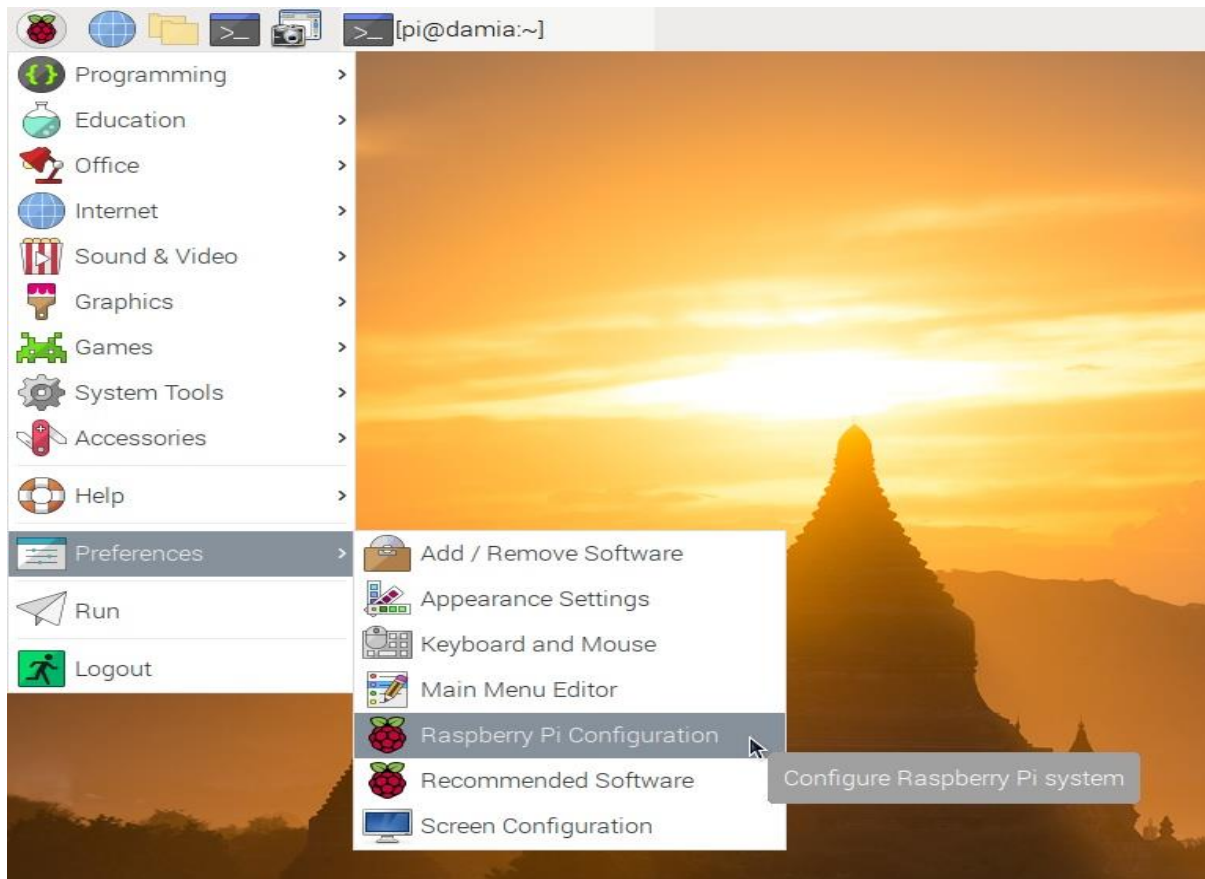 [pi@damia:~]
Programming
Education
Office
Internet
Sound & Video
Graphics
Games
System Tools
Accessories
Help
Preferences
Run
Logout
Add / Remove Software
Appearance Settings
Keyboard and Mouse
Main Menu Editor
Raspberry Pi Configuration
Recommended Software
Screen Configuration
Configure Raspberry Pi system